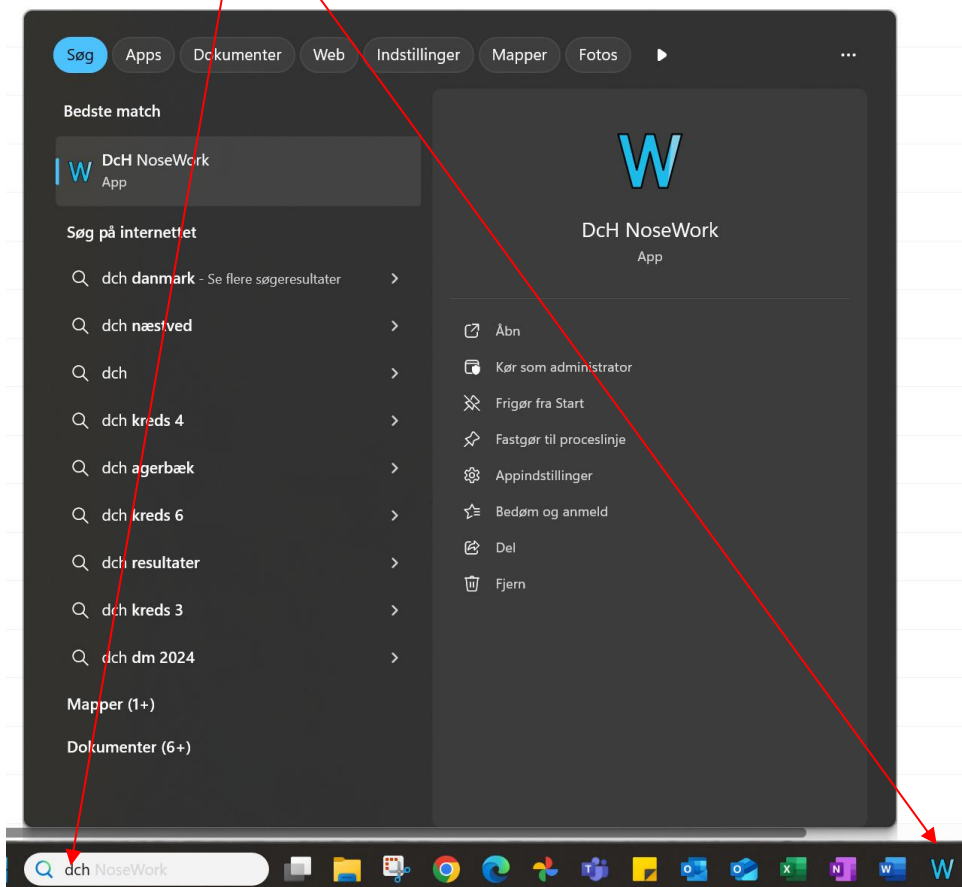 Søg Apps Dokumenter Web Indstillinger Mapper Fotos
Bedste match
DcH NoseWork
App
Søg på internettet
dch danmark - Se flere søgeresultater
dch næstved
dch
dch kreds 4
dch agerbæk
dch kreds 6
dch resultater
dch kreds 3
dch dm 2024
Mapper (1+)
Dokumenter (6+)
W
DcH NoseWork
App
Åbn
Kør som administrator
Frigør fra Start
Fastgør til proceslinje
Appindstillinger
Bedøm og anmeld
Del
Fjern
dch NoseWork